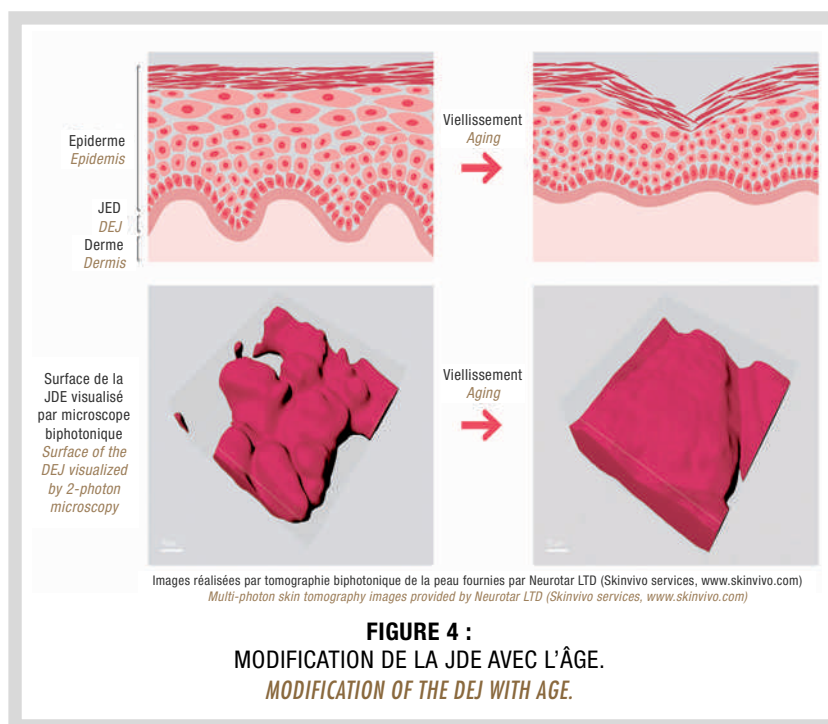 Epiderme
Epidemis
JED
DEJ
Derme
Dermis
Viellissement
Aging
Surface de la
JDE visualisé
par microscope
biphotonique
Surface of the
DEJ visualized
by 2-photon
microscopy
Viellissement
Aging
Images réalisées par tomographie biphotonique de la peau fournies par Neurotar LTD (Skinvivo services, www.skinvivo.com)
Multi-photon skin tomography images provided by Neurotar LTD (Skinvivo services, www.skinvivo.com)
FIGURE 4 :
MODIFICATION DE LA JDE AVEC L'ÂGE.
MODIFICATION OF THE DEJ WITH AGE.